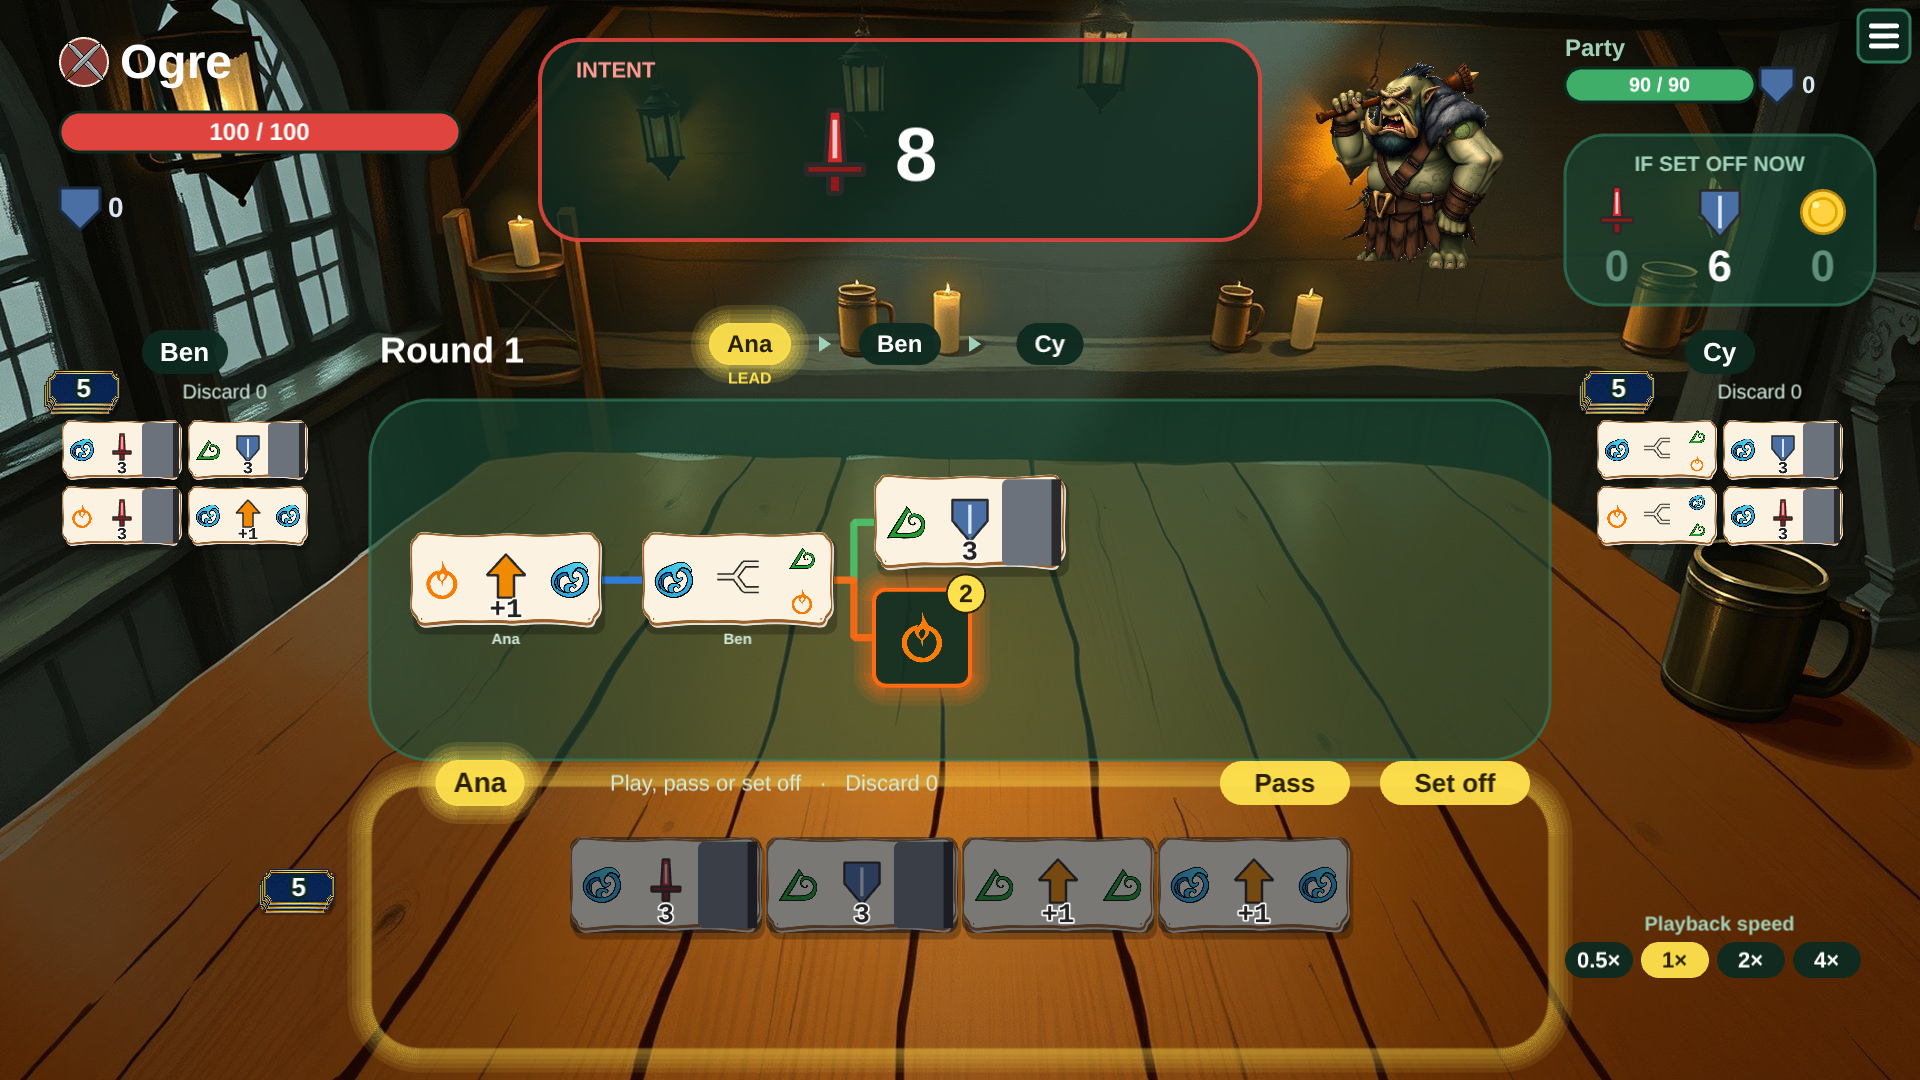 Ogre
100 / 100
0
INTENT
8
Party
90 / 90
0
IF SET OFF NOW
0 6 0
Round 1
Ana
LEAD
Ben
Cy
Ben
5
Discard 0
3
3
3
+1
Cy
5
Discard 0
3
3
+1
Ana
Ben
3
2
Ana
Play, pass or set off · Discard 0
Pass
Set off
5
3
3
+1
+1
Playback speed
0.5×
1×
2×
4×